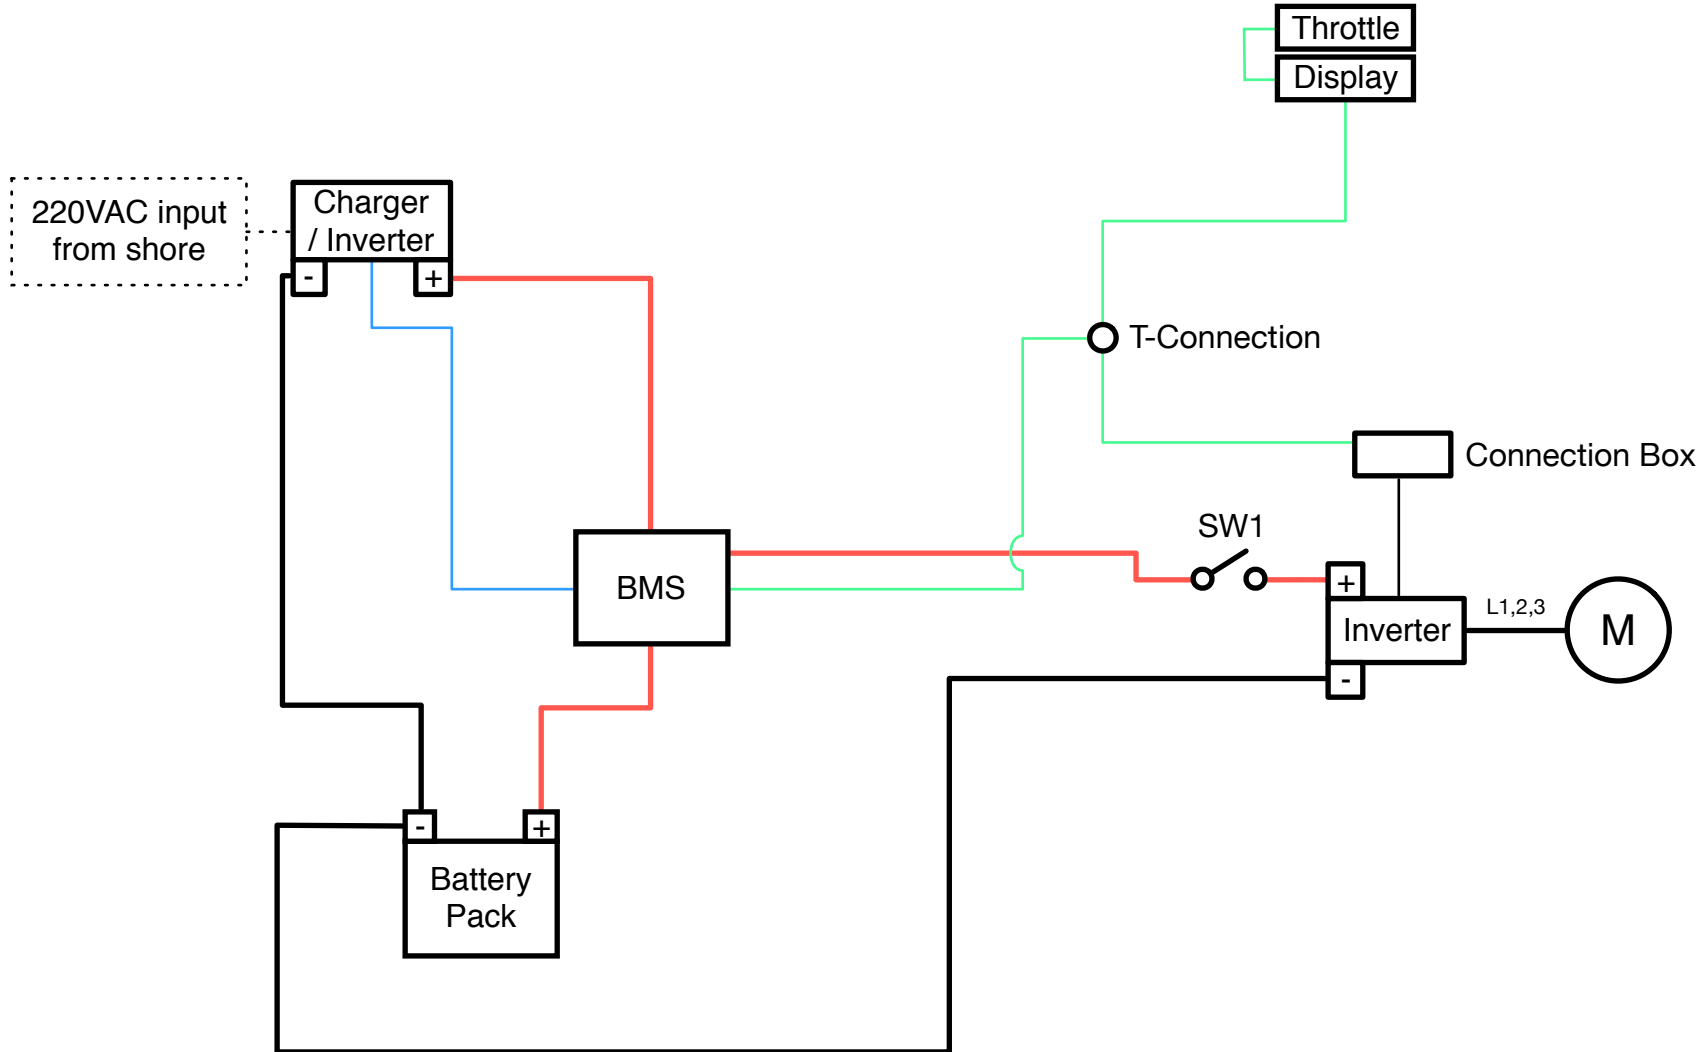 Throttle
Display
220VAC input
from shore
Charger
/ Inverter
-
+
T-Connection
Connection Box
SW1
BMS
+
Inverter
-
L1,2,3
M
-
+
Battery
Pack